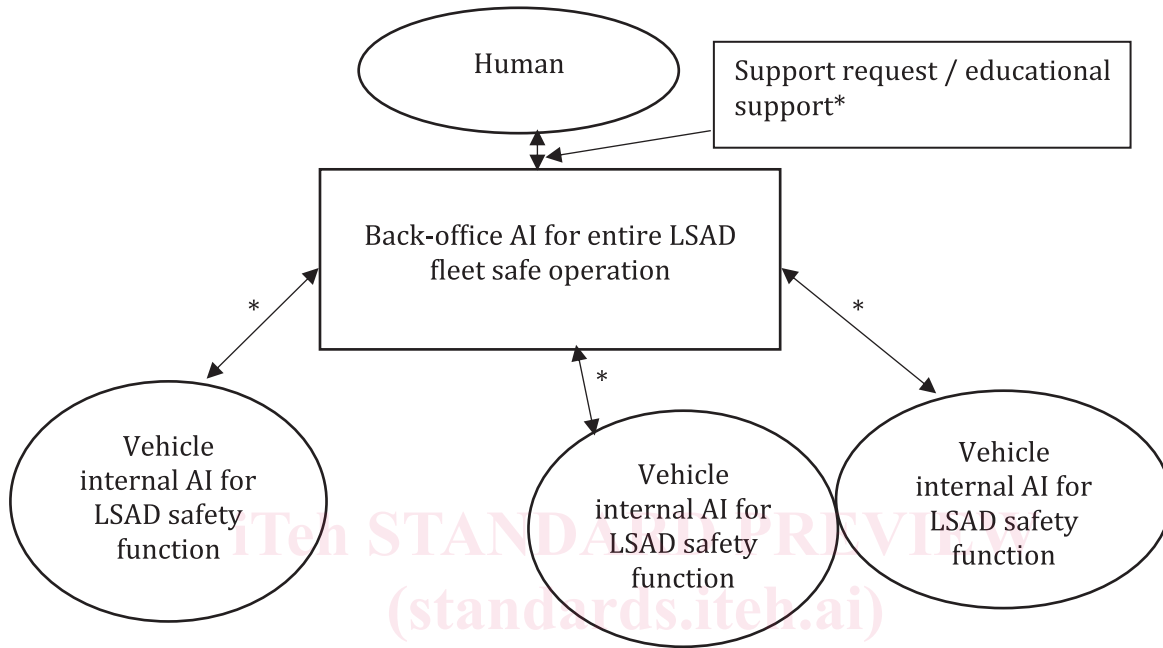 Human
Support request / educational
support*
Back-office AI for entire LSAD
fleet safe operation
*
*
*
Vehicle
internal AI for
LSAD safety
function
Vehicle
internal AI for
LSAD safety
function
Vehicle
internal AI for
LSAD safety
function
iTeh STANDARD PREVIEW
(standards.iteh.ai)